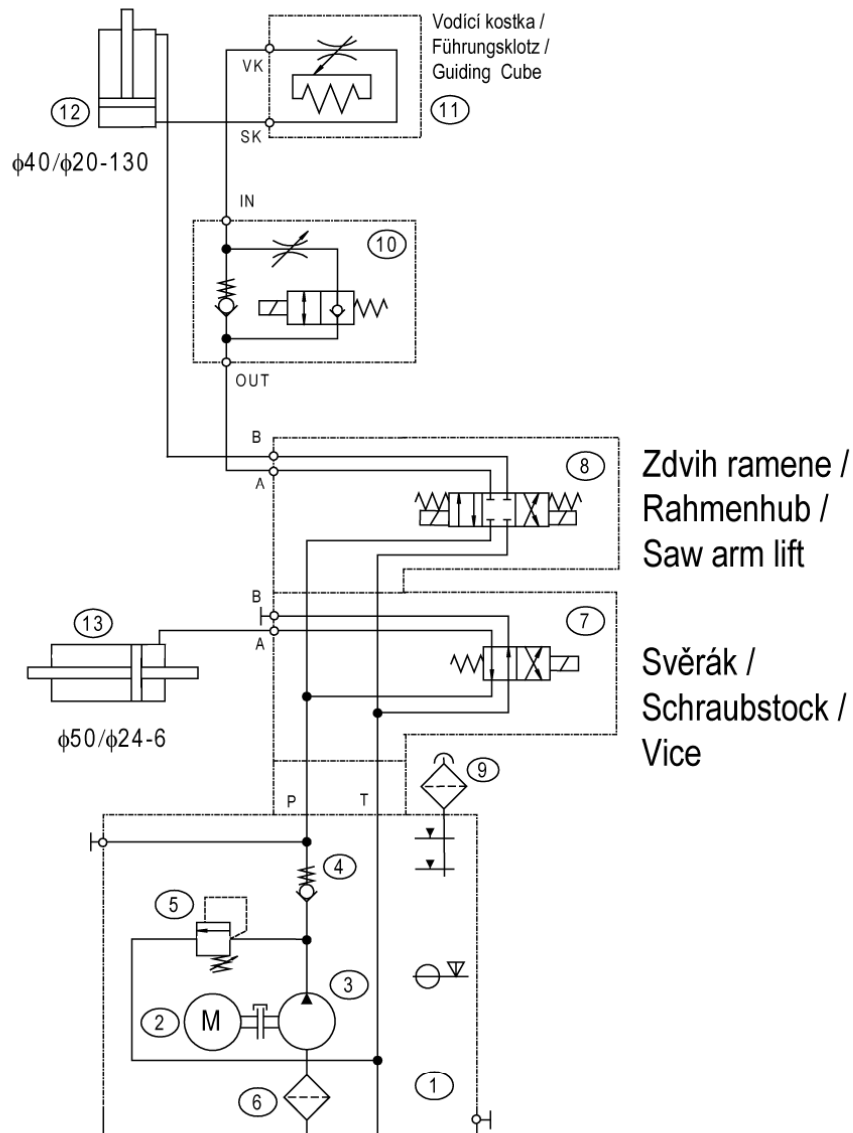 Vodící kostka /
Führungsklotz /
Guiding Cube
VK
12
11
SK
ϕ40/ϕ20-130
IN
10
OUT
B
8
A
Zdvih ramene /
Rahmenhub /
Saw arm lift
B
13
7
A
Svěrák /
Schraubstock /
Vice
ϕ50/ϕ24-6
9
P
T
4
5
3
2
M
1
6